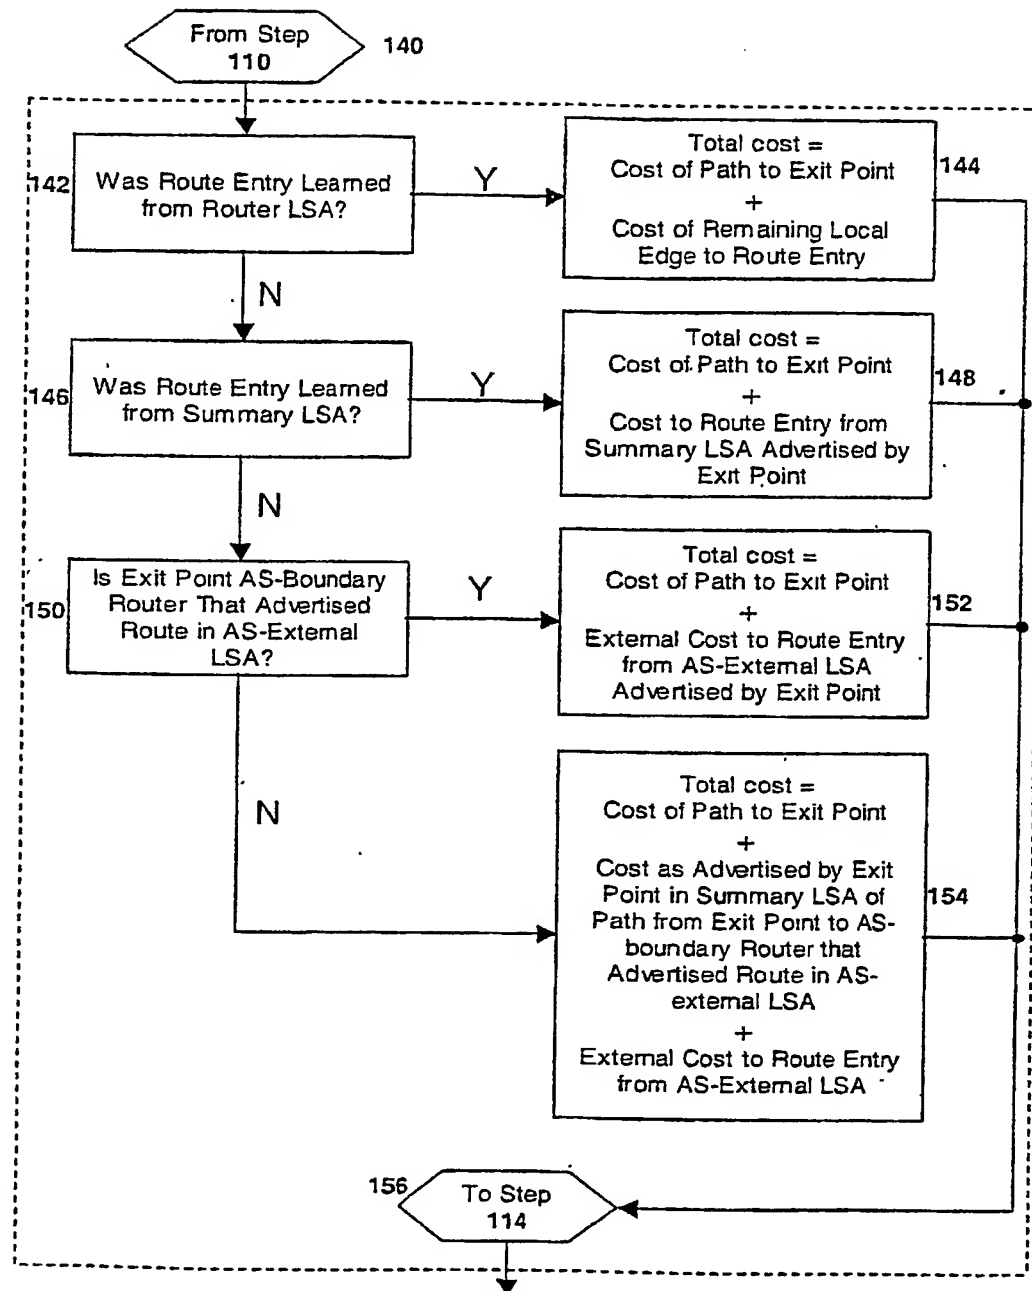 From Step
110
140
142
Was Route Entry Learned
from Router LSA?
Y
Total cost =
Cost of Path to Exit Point
+
Cost of Remaining Local
Edge to Route Entry
144
N
146
Was Route Entry Learned
from Summary LSA?
Y
Total cost =
Cost of Path to Exit Point
+
Cost to Route Entry from
Summary LSA Advertised by
Exit Point
148
N
150
Is Exit Point AS-Boundary
Router That Advertised
Route in AS-External
LSA?
Y
Total cost =
Cost of Path to Exit Point
+
External Cost to Route Entry
from AS-External LSA
Advertised by Exit Point
152
N
Total cost =
Cost of Path to Exit Point
+
Cost as Advertised by Exit
Point in Summary LSA of
Path from Exit Point to AS-
boundary Router that
Advertised Route in AS-
external LSA
+
External Cost to Route Entry
from AS-External LSA
154
156
To Step
114